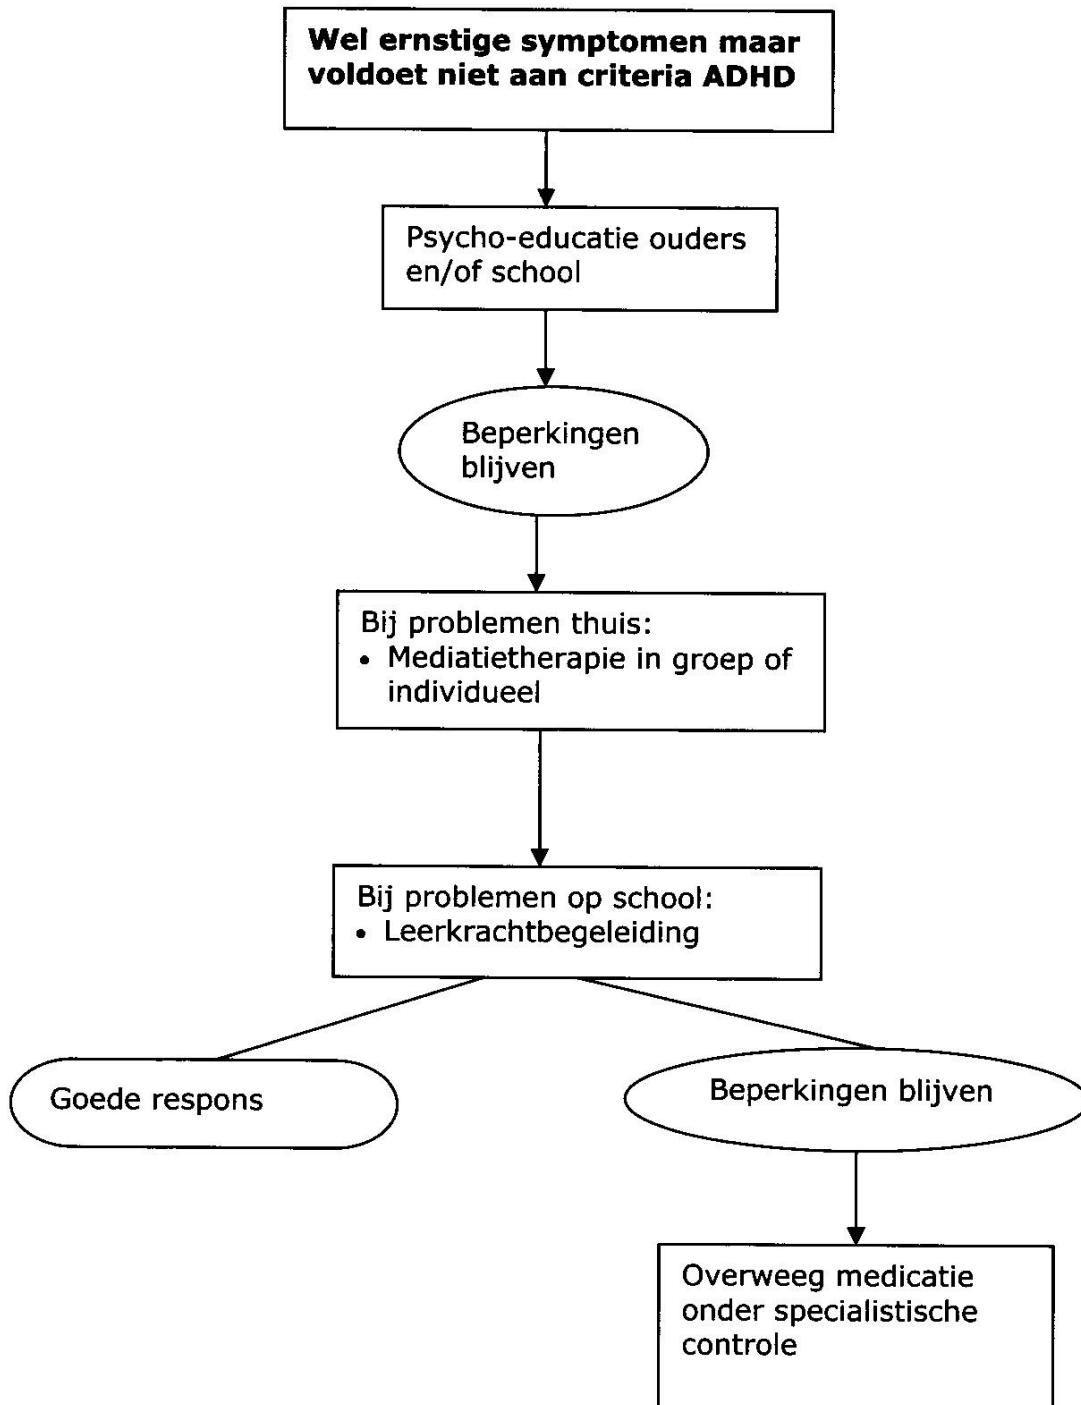 Wel ernstige symptomen maar
voldoet niet aan criteria ADHD
Psycho-educatie ouders
en/of school
Beperkingen
blijven
Bij problemen thuis:
• Mediatietherapie in groep of
individueel
Bij problemen op school:
• Leerkrachtbegeleiding
Goede respons
Beperkingen blijven
Overweeg medicatie
onder specialistische
controle